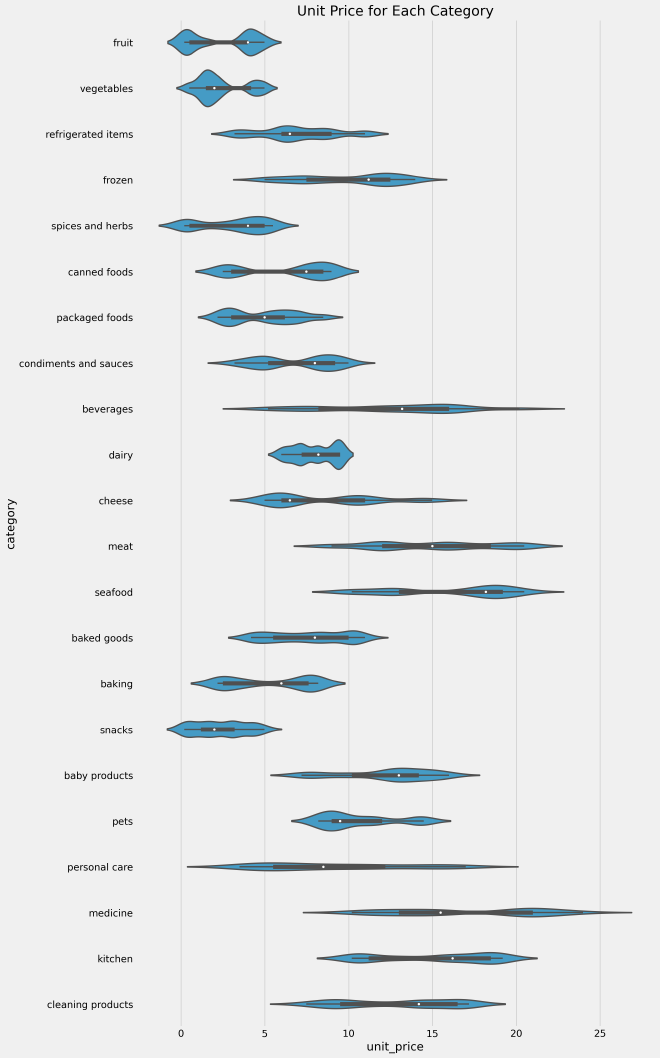 Unit Price for Each Category
fruit
vegetables
refrigerated items
frozen
spices and herbs
canned foods
packaged foods
condiments and sauces
beverages
dairy
cheese
meat
seafood
baked goods
baking
snacks
baby products
pets
personal care
medicine
kitchen
cleaning products
category
0 5 10 15 20 25
unit_price